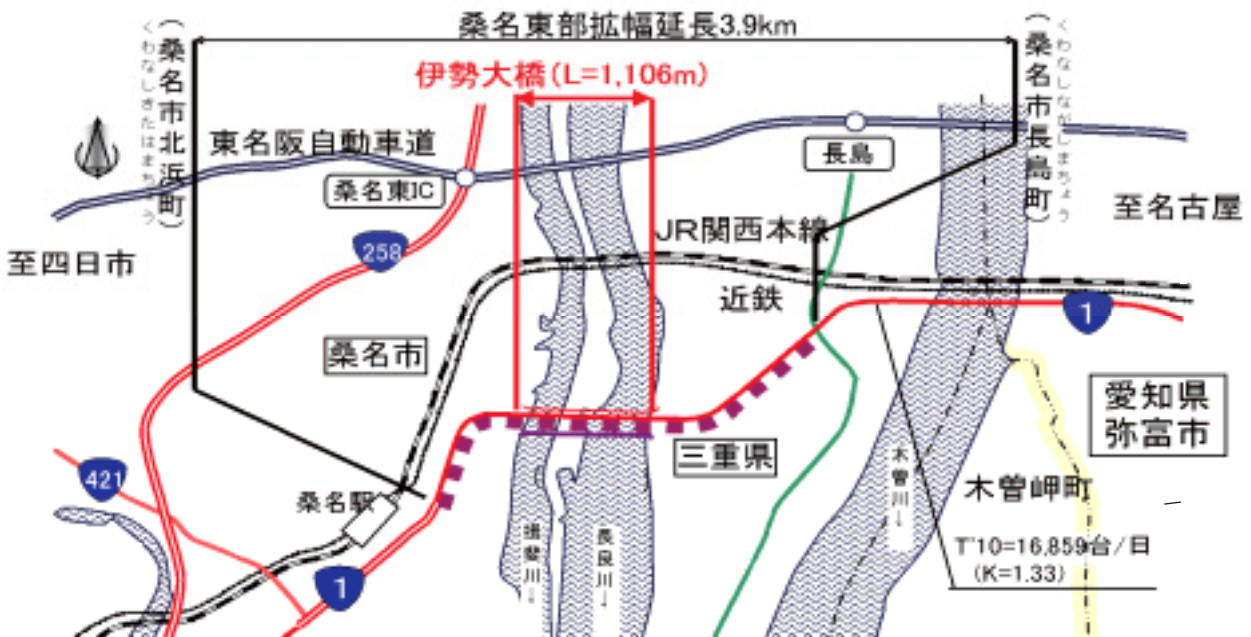 桑名東部拡幅延長3.9km
伊勢大橋(L=1,106m)
(桑名市北浜町)
くわなしきたはまちょう
(桑名市長島町)
くわなしながしまちょう
東名阪自動車道
桑名東IC
長島
至名古屋
至四日市
258
JR関西本線
近鉄
1
桑名市
愛知県
弥富市
三重県
421
桑名駅
木曽川→
木曽岬町
揖斐川→
長良川→
T'10=16,859台/日
(K=1.33)
1